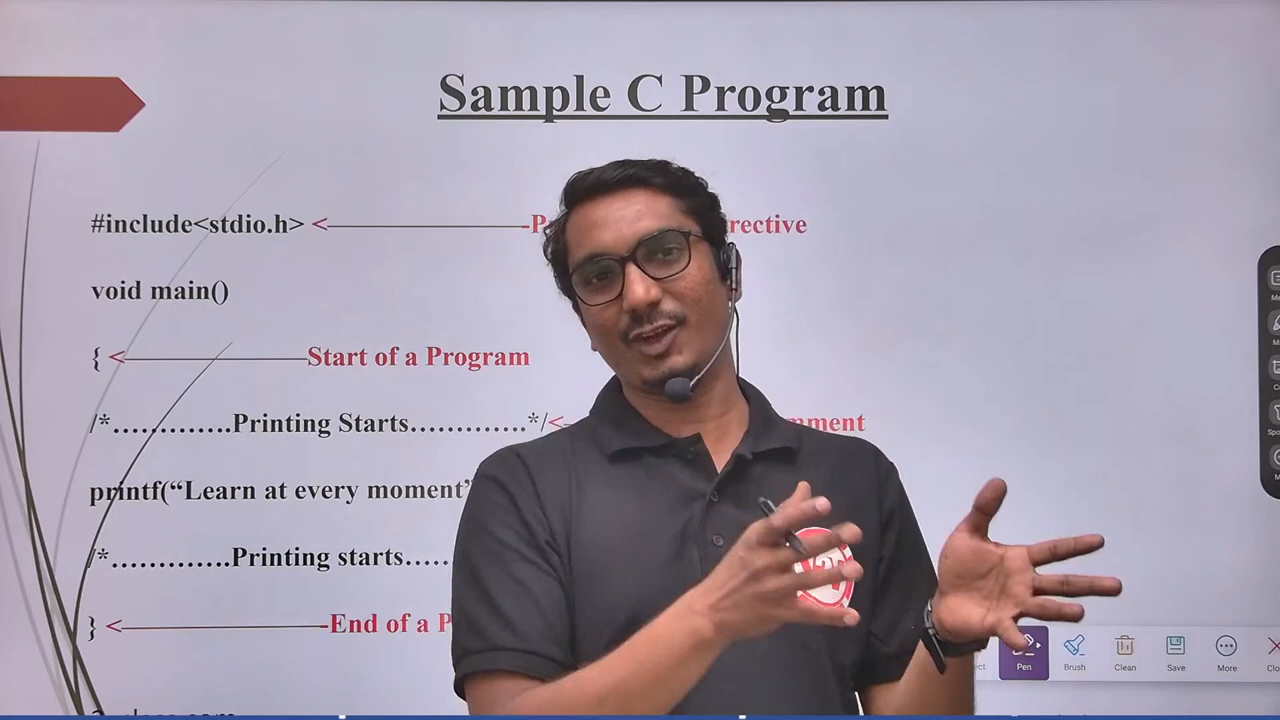 Sample C Program
#include<stdio.h> <-----------rective
void main()
{ <-----------Start of a Program
/*………….Printing Starts………….*/<-
printf(“Learn at every moment”
/*………….Printing starts……
} <-----------End of a P
Pen
Brush
Clean
Save
More